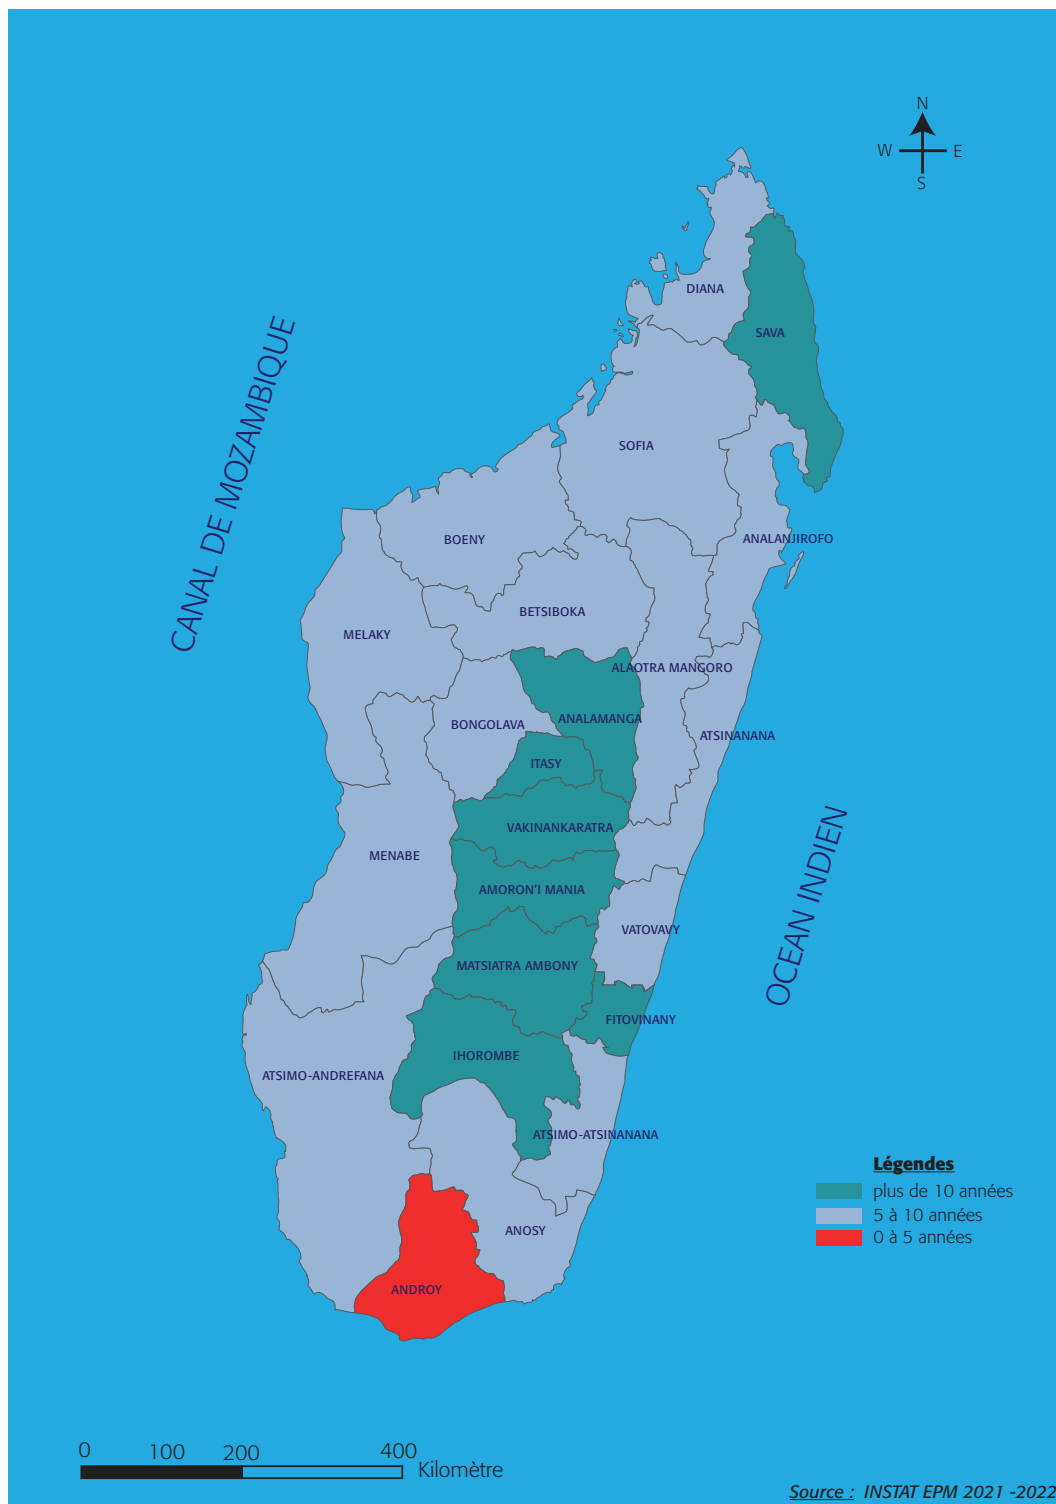 N
W E
S
DIANA
SAVA
CANAL DE MOZAMBIQUE
SOFIA
BOENY
ANALANJIROFO
BETSIBOKA
MELAKY
ALAOTRA MANGORO
ANALAMANGA
BONGOLAVA
ATSINANANA
ITASY
VAKINANKARATRA
MENABE
AMORON'I MANIA
OCEAN INDIEN
VATOVAVY
MATSIATRA AMBONY
FITOVINANY
IHOROMBE
ATSIMO-ANDREFANA
ATSIMO-ATSINANANA
ANOSY
ANDROY
Légendes
plus de 10 années
5 à 10 années
0 à 5 années
0 100 200 400
Kilomètre
Source : INSTAT EPM 2021 -2022